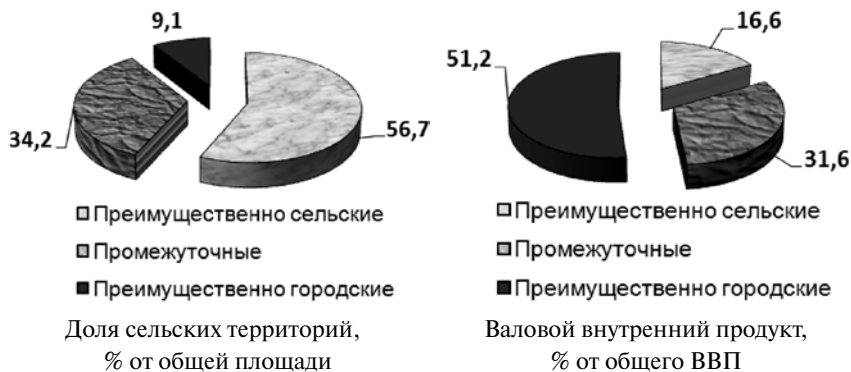 9,1
34,2
56,7
Преимущественно сельские
Промежуточные
Преимущественно городские
Доля сельских территорий,
% от общей площади
16,6
51,2
31,6
Преимущественно сельские
Промежуточные
Преимущественно городские
Валовой внутренний продукт,
% от общего ВВП